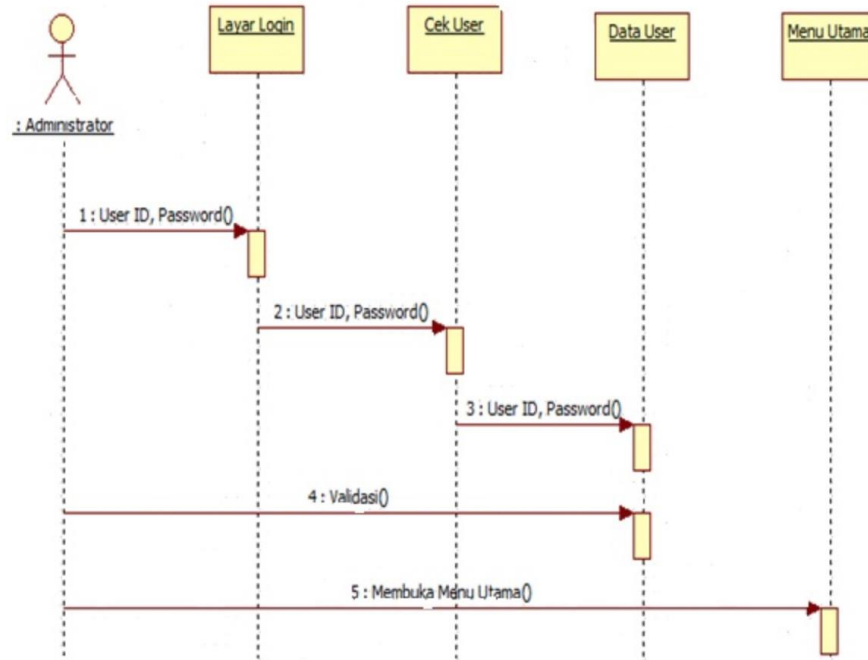 Layar Login
Cek User
Data User
Menu Utama
: Administrator
1 : User ID, Password()
2 : User ID, Password()
3 : User ID, Password()
4 : Validasi()
5 : Membuka Menu Utama()